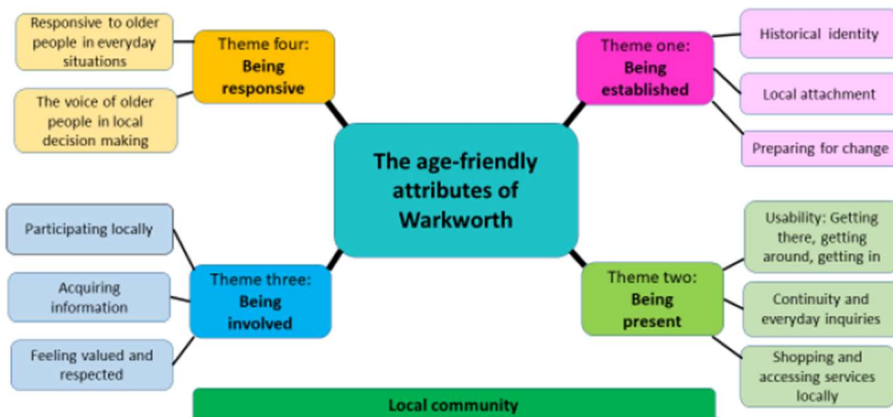 Responsive to older
people in everyday
situations
The voice of older
people in local
decision making
Theme four:
Being
responsive
Theme one:
Being
established
Historical identity
Local attachment
Preparing for change
The age-friendly
attributes of
Warkworth
Participating locally
Acquiring
information
Feeling valued and
respected
Theme three:
Being
involved
Theme two:
Being
present
Usability: Getting
there, getting
around, getting in
Continuity and
everyday inquiries
Shopping and
accessing services
locally
Local community